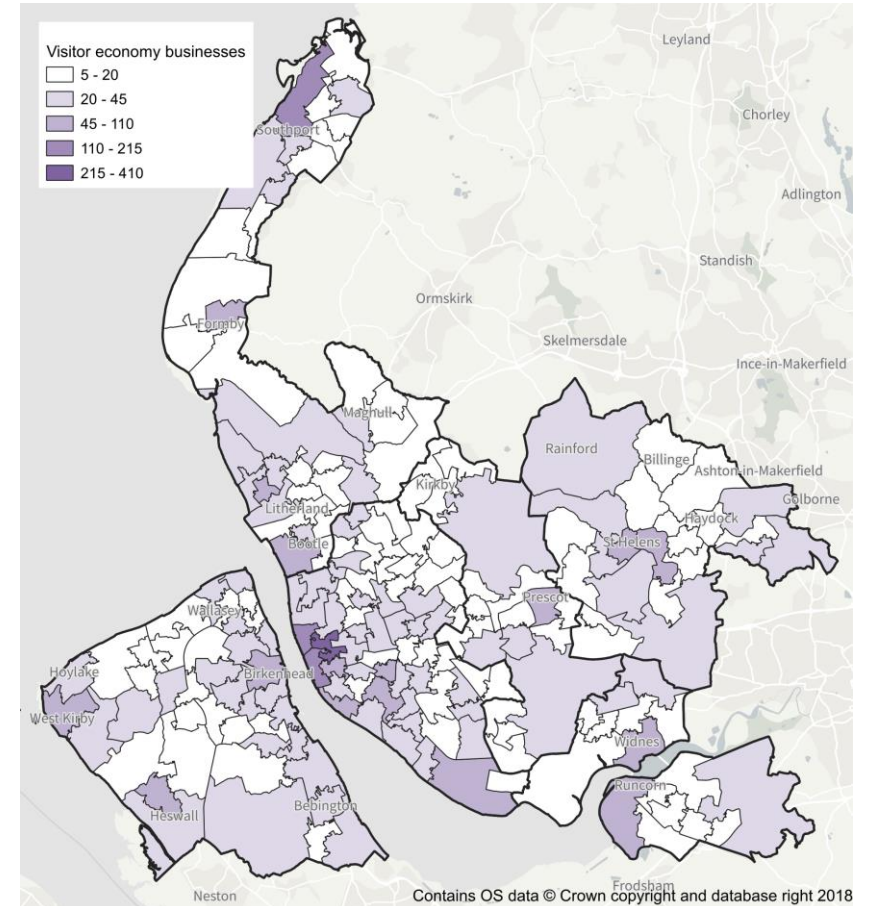 Visitor economy businesses
5 - 20
20 - 45
45 - 110
110 - 215
215 - 410
Leyland
Chorley
Southport
Adlington
Standish
Ormskirk
Formby
Skelmersdale
Ince-in-Makerfield
Maghull
Rainford
Billinge
Ashton-in-Makerfield
Kirkby
Golborne
Litherland
Haydock
Bootle
St Helens
Prescot
Wallasey
Hoylake
Birkenhead
West Kirby
Widnes
Runcorn
Bebington
Heswall
Frodsham
Neston
Contains OS data © Crown copyright and database right 2018